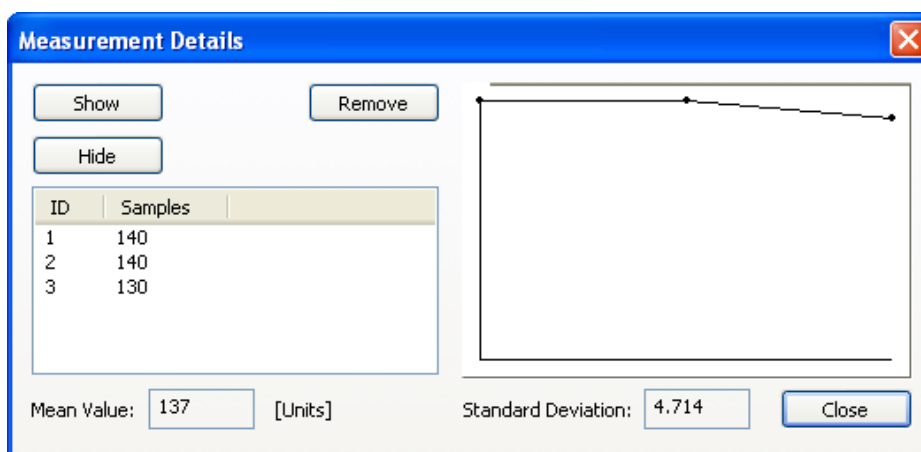 Measurement Details
Show
Remove
Hide
ID Samples
1 140
2 140
3 130
Mean Value: 137 [Units]
Standard Deviation: 4.714
Close